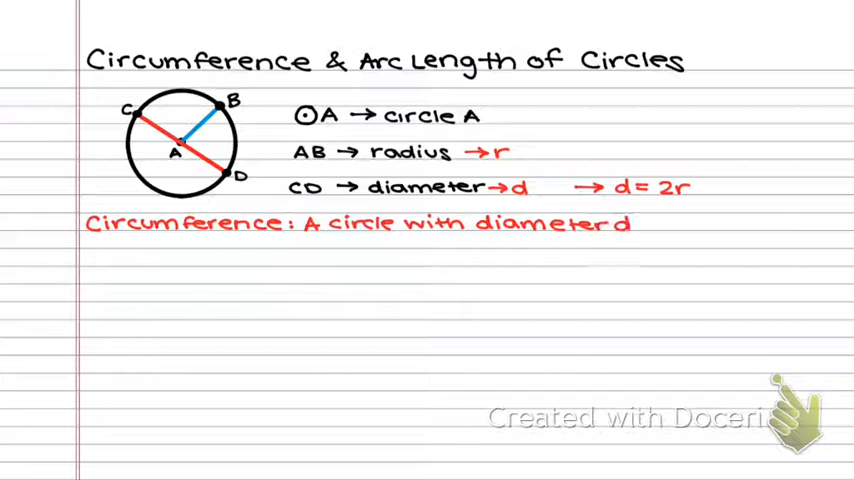 Circumference & Arc Length of Circles
C
B
A
D
⊙A → circle A
AB → radius → r
CD → diameter → d → d = 2r
Circumference: A circle with diameter d
Created with Doceri